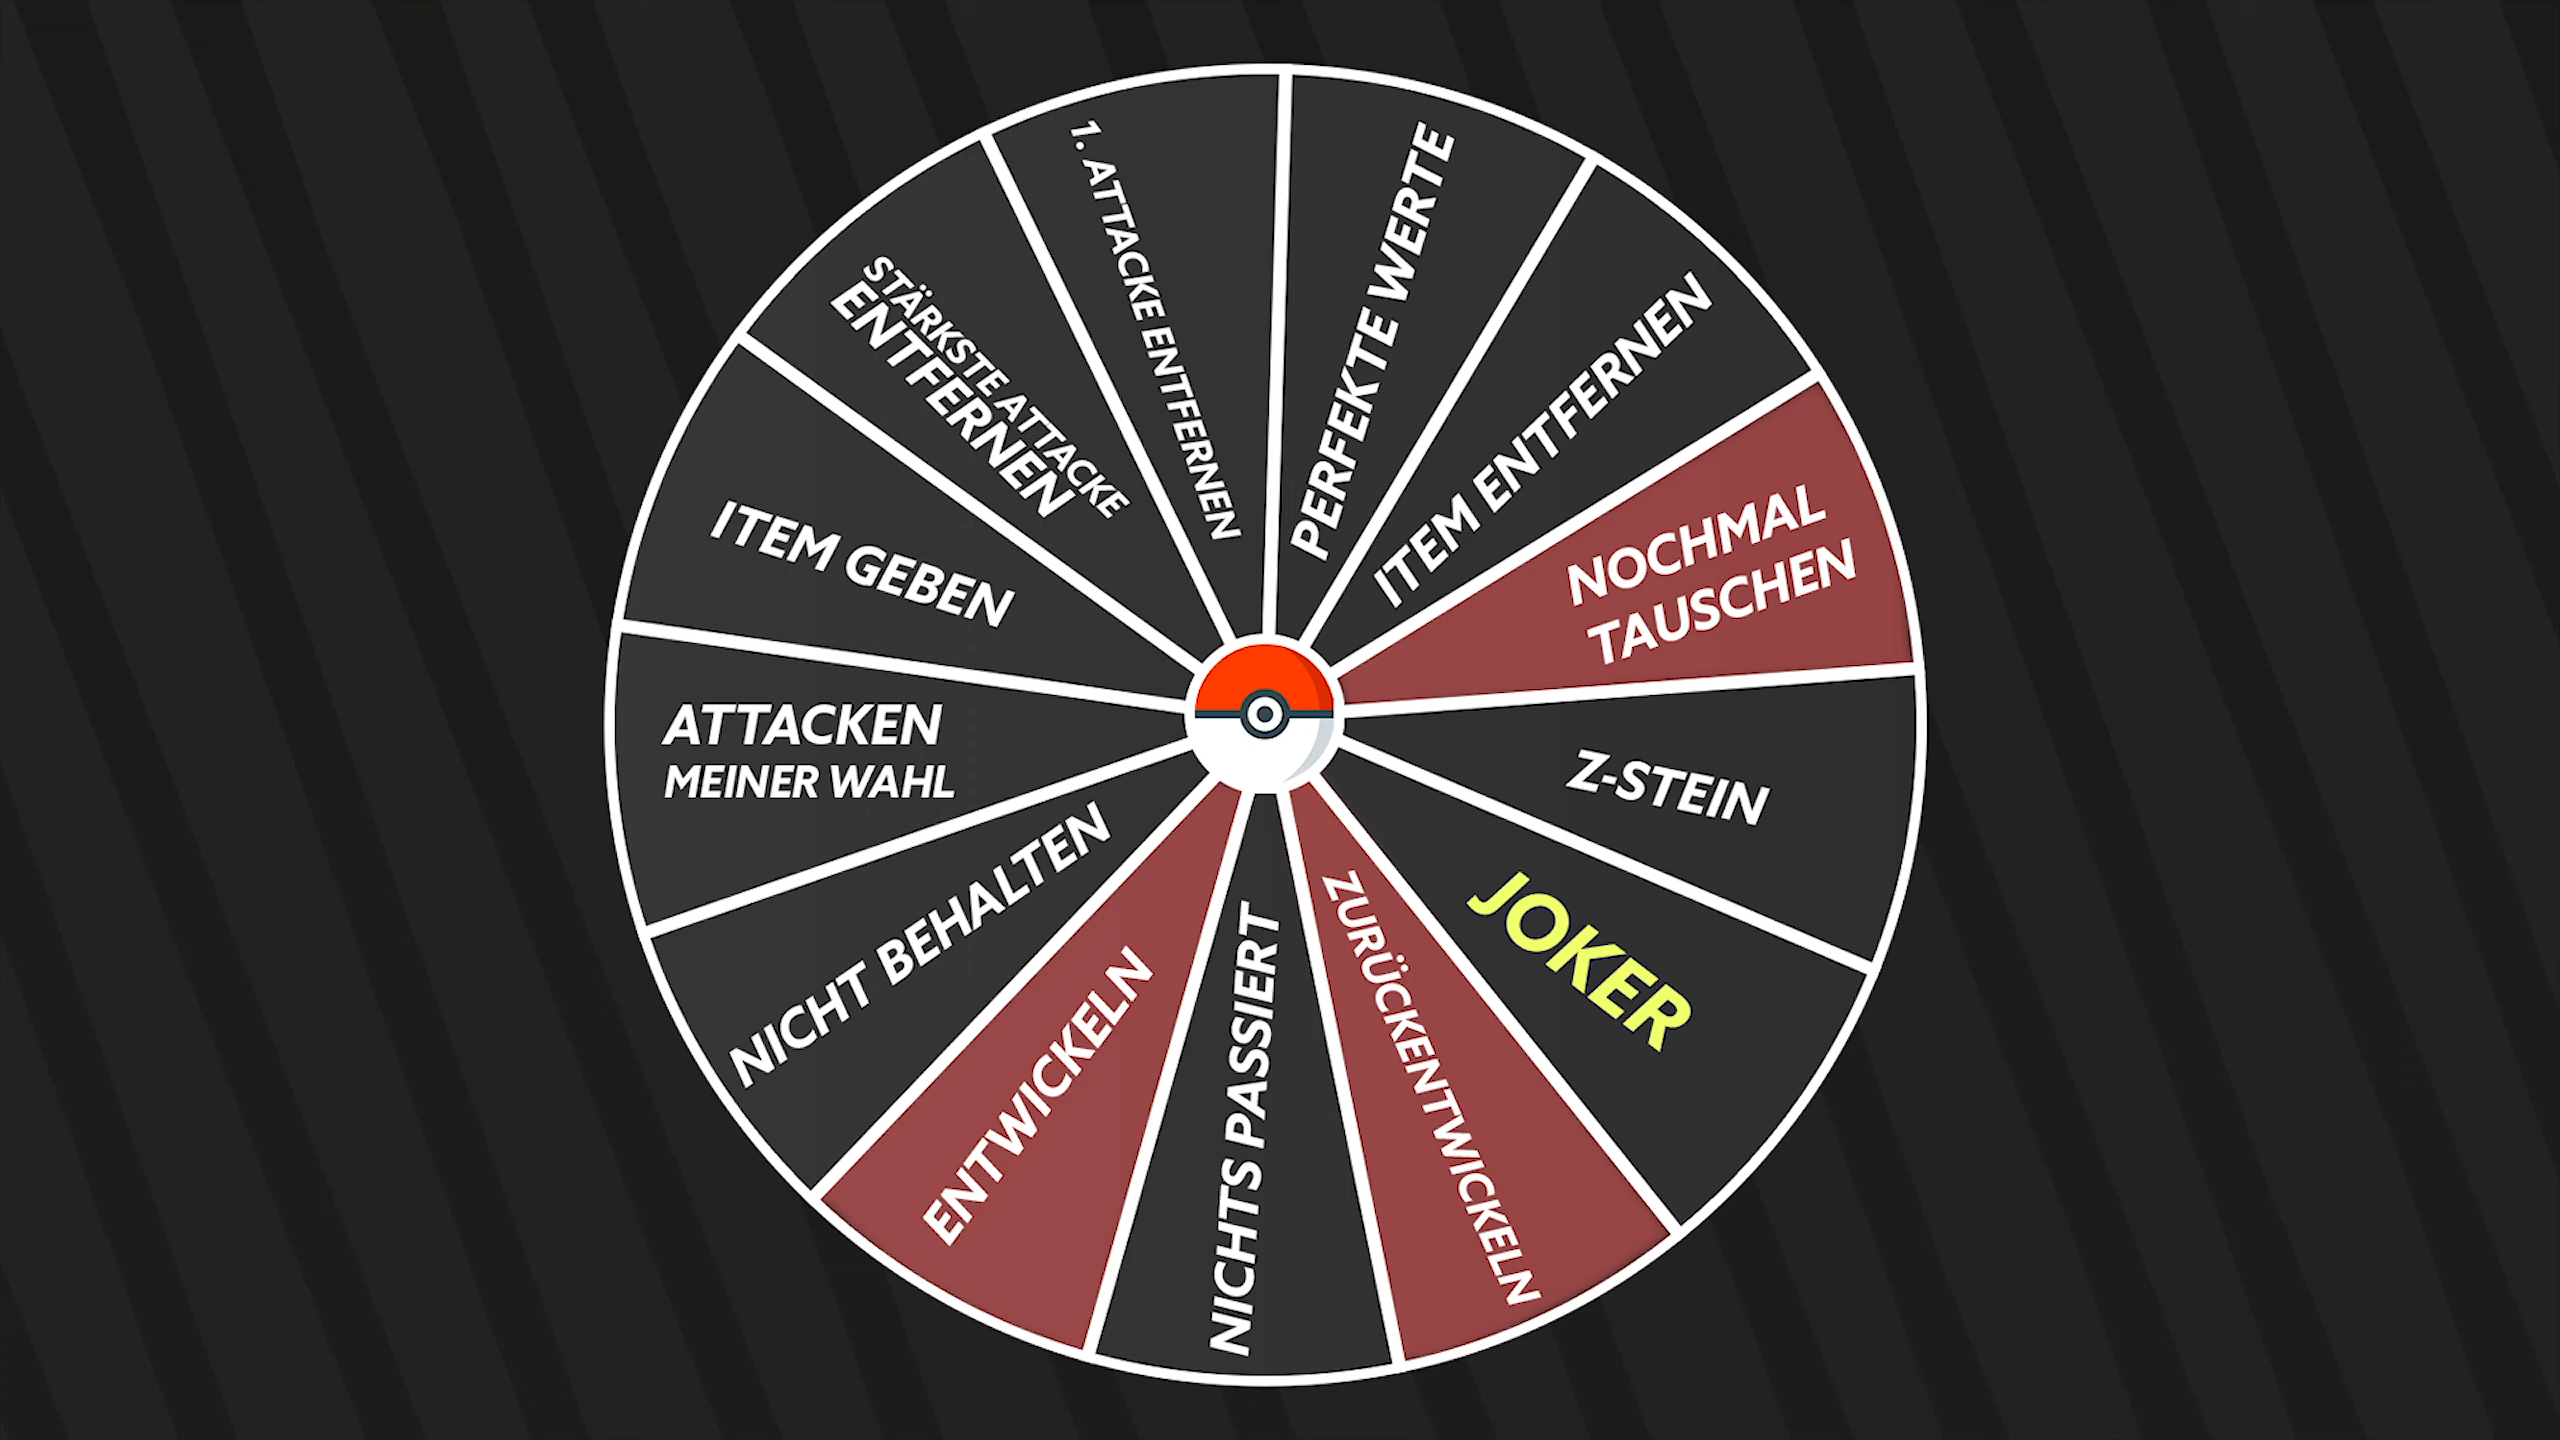 1. ATTACKE ENTFERNEN
PERFEKTE WERTE
ITEM ENTFERNEN
NOCHMAL
TAUSCHEN
Z-STEIN
JOKER
ZURÜCKENTWICKELN
NICHTS PASSIERT
ENTWICKELN
NICHT BEHALTEN
ATTACKEN
MEINER WAHL
ITEM GEBEN
STÄRKSTE ATTACKE
ENTFERNEN